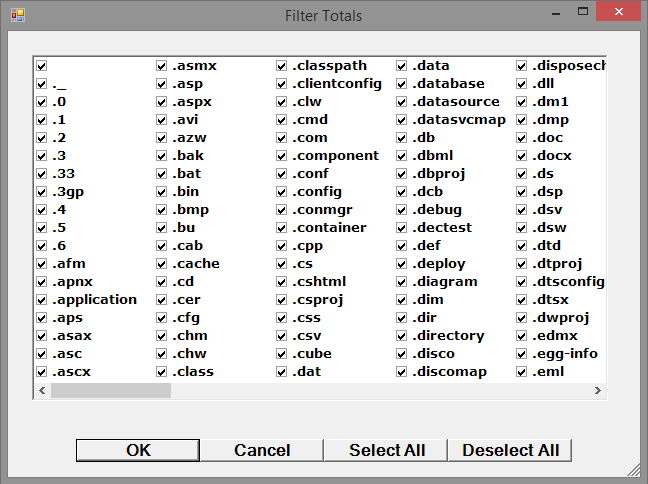 Filter Totals
.asmx .classpath .data .disposech
._ .asp .clientconfig .database .dll
.0 .aspx .clw .datasource .dm1
.1 .avi .cmd .datasvcmap .dmp
.2 .azw .com .db .doc
.3 .bak .component .dbml .docx
.33 .bat .conf .dbproj .ds
.3gp .bin .config .dcb .dsp
.4 .bmp .conmgr .debug .dsv
.5 .bu .container .dectest .dsw
.6 .cab .cpp .def .dtd
.afm .cache .cs .deploy .dtproj
.apnx .cd .cshtml .diagram .dtsconfig
.application .cer .csproj .dim .dtsx
.aps .cfg .css .dir .dwproj
.asax .chm .csv .directory .edmx
.asc .chw .cube .disco .egg-info
.ascx .class .dat .discomap .eml
OK Cancel Select All Deselect All